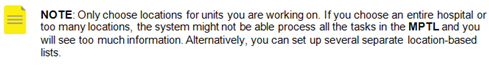 NOTE: Only choose locations for units you are working on. If you choose an entire hospital or
too many locations, the system might not be able process all the tasks in the MPTL and you
will see too much information. Alternatively, you can set up several separate location-based
lists.